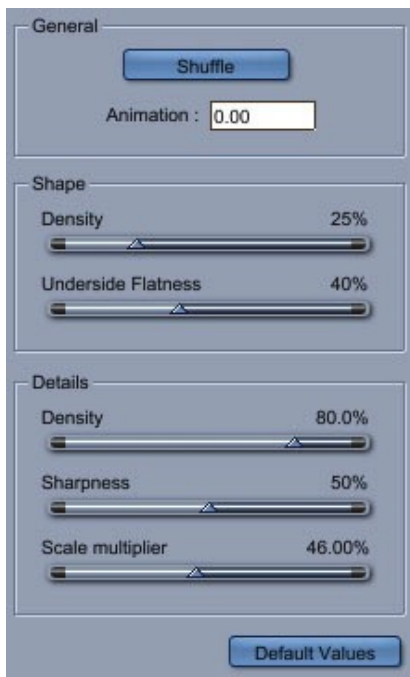 General
Shuffle
Animation : 0.00
Shape
Density 25%
Underside Flatness 40%
Details
Density 80.0%
Sharpness 50%
Scale multiplier 46.00%
Default Values